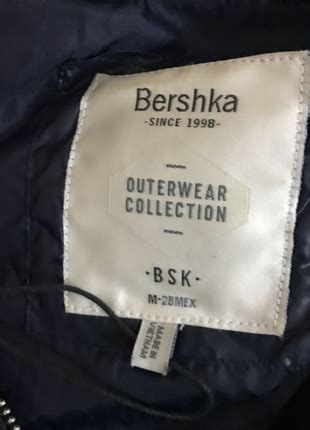 Bershka
-SINCE 1998-
OUTERWEAR
COLLECTION
-BSK-
M-28MEX
MADE IN
VIETNAM